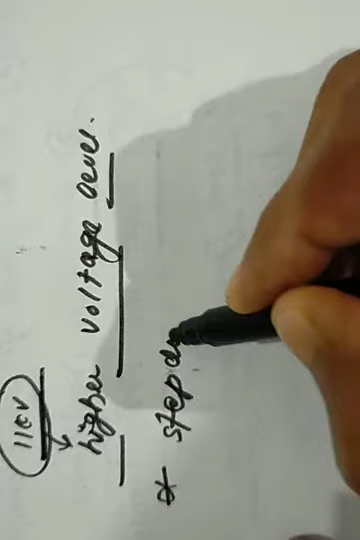 11kV
higher voltage level.
* step d